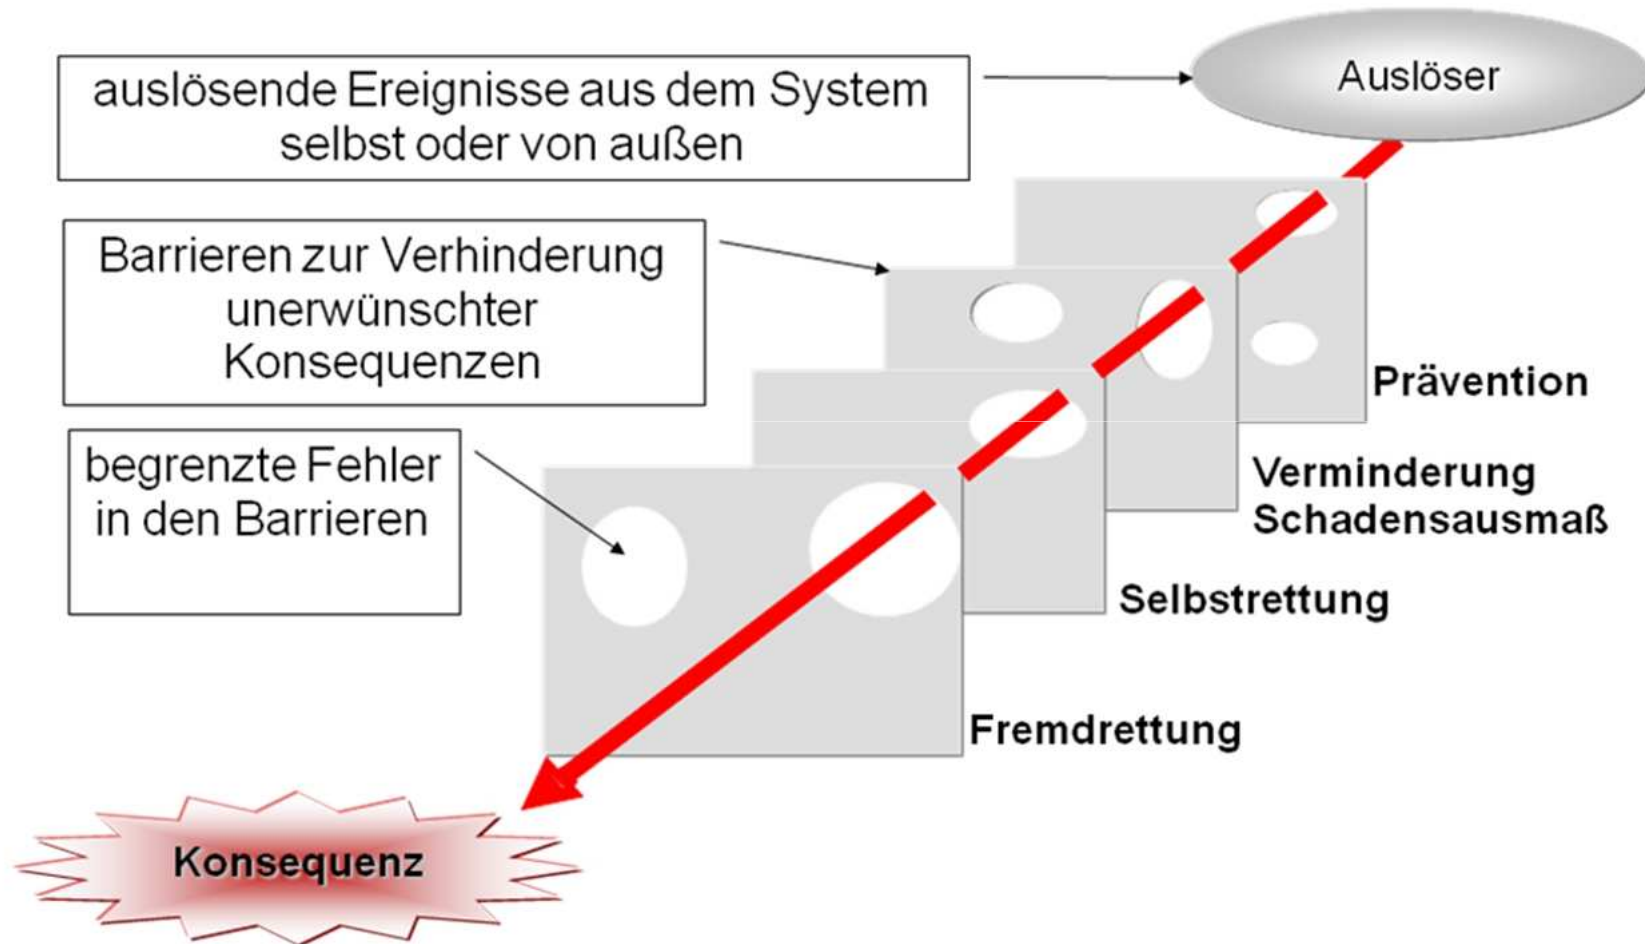 Auslöser
auslösende Ereignisse aus dem System
selbst oder von außen
Barrieren zur Verhinderung
unerwünschter
Konsequenzen
Prävention
begrenzte Fehler
in den Barrieren
Verminderung
Schadensausmaß
Selbstrettung
Fremdrettung
Konsequenz